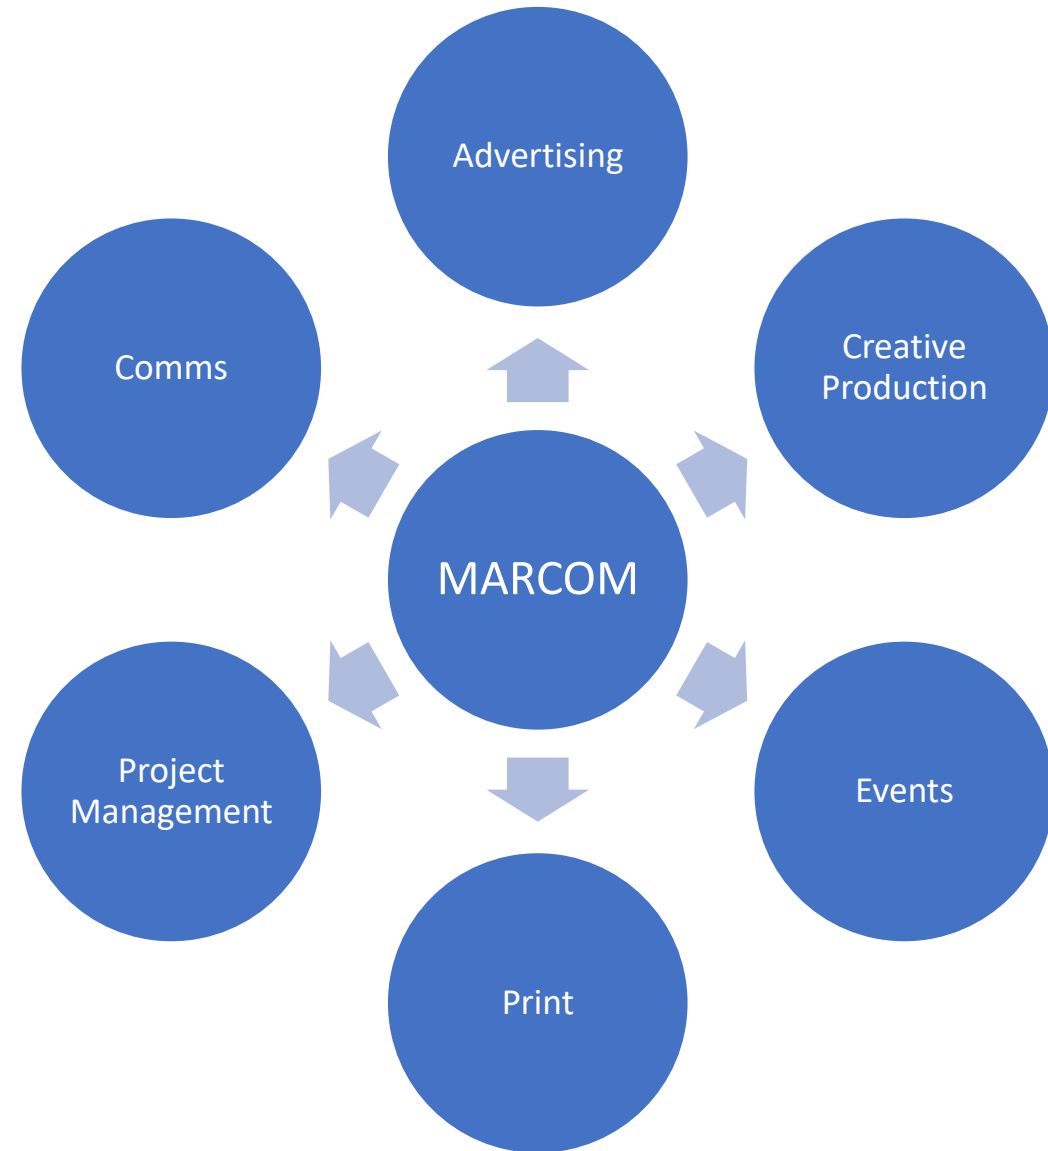 Advertising
Comms
Creative
Production
MARCOM
Project
Management
Events
Print